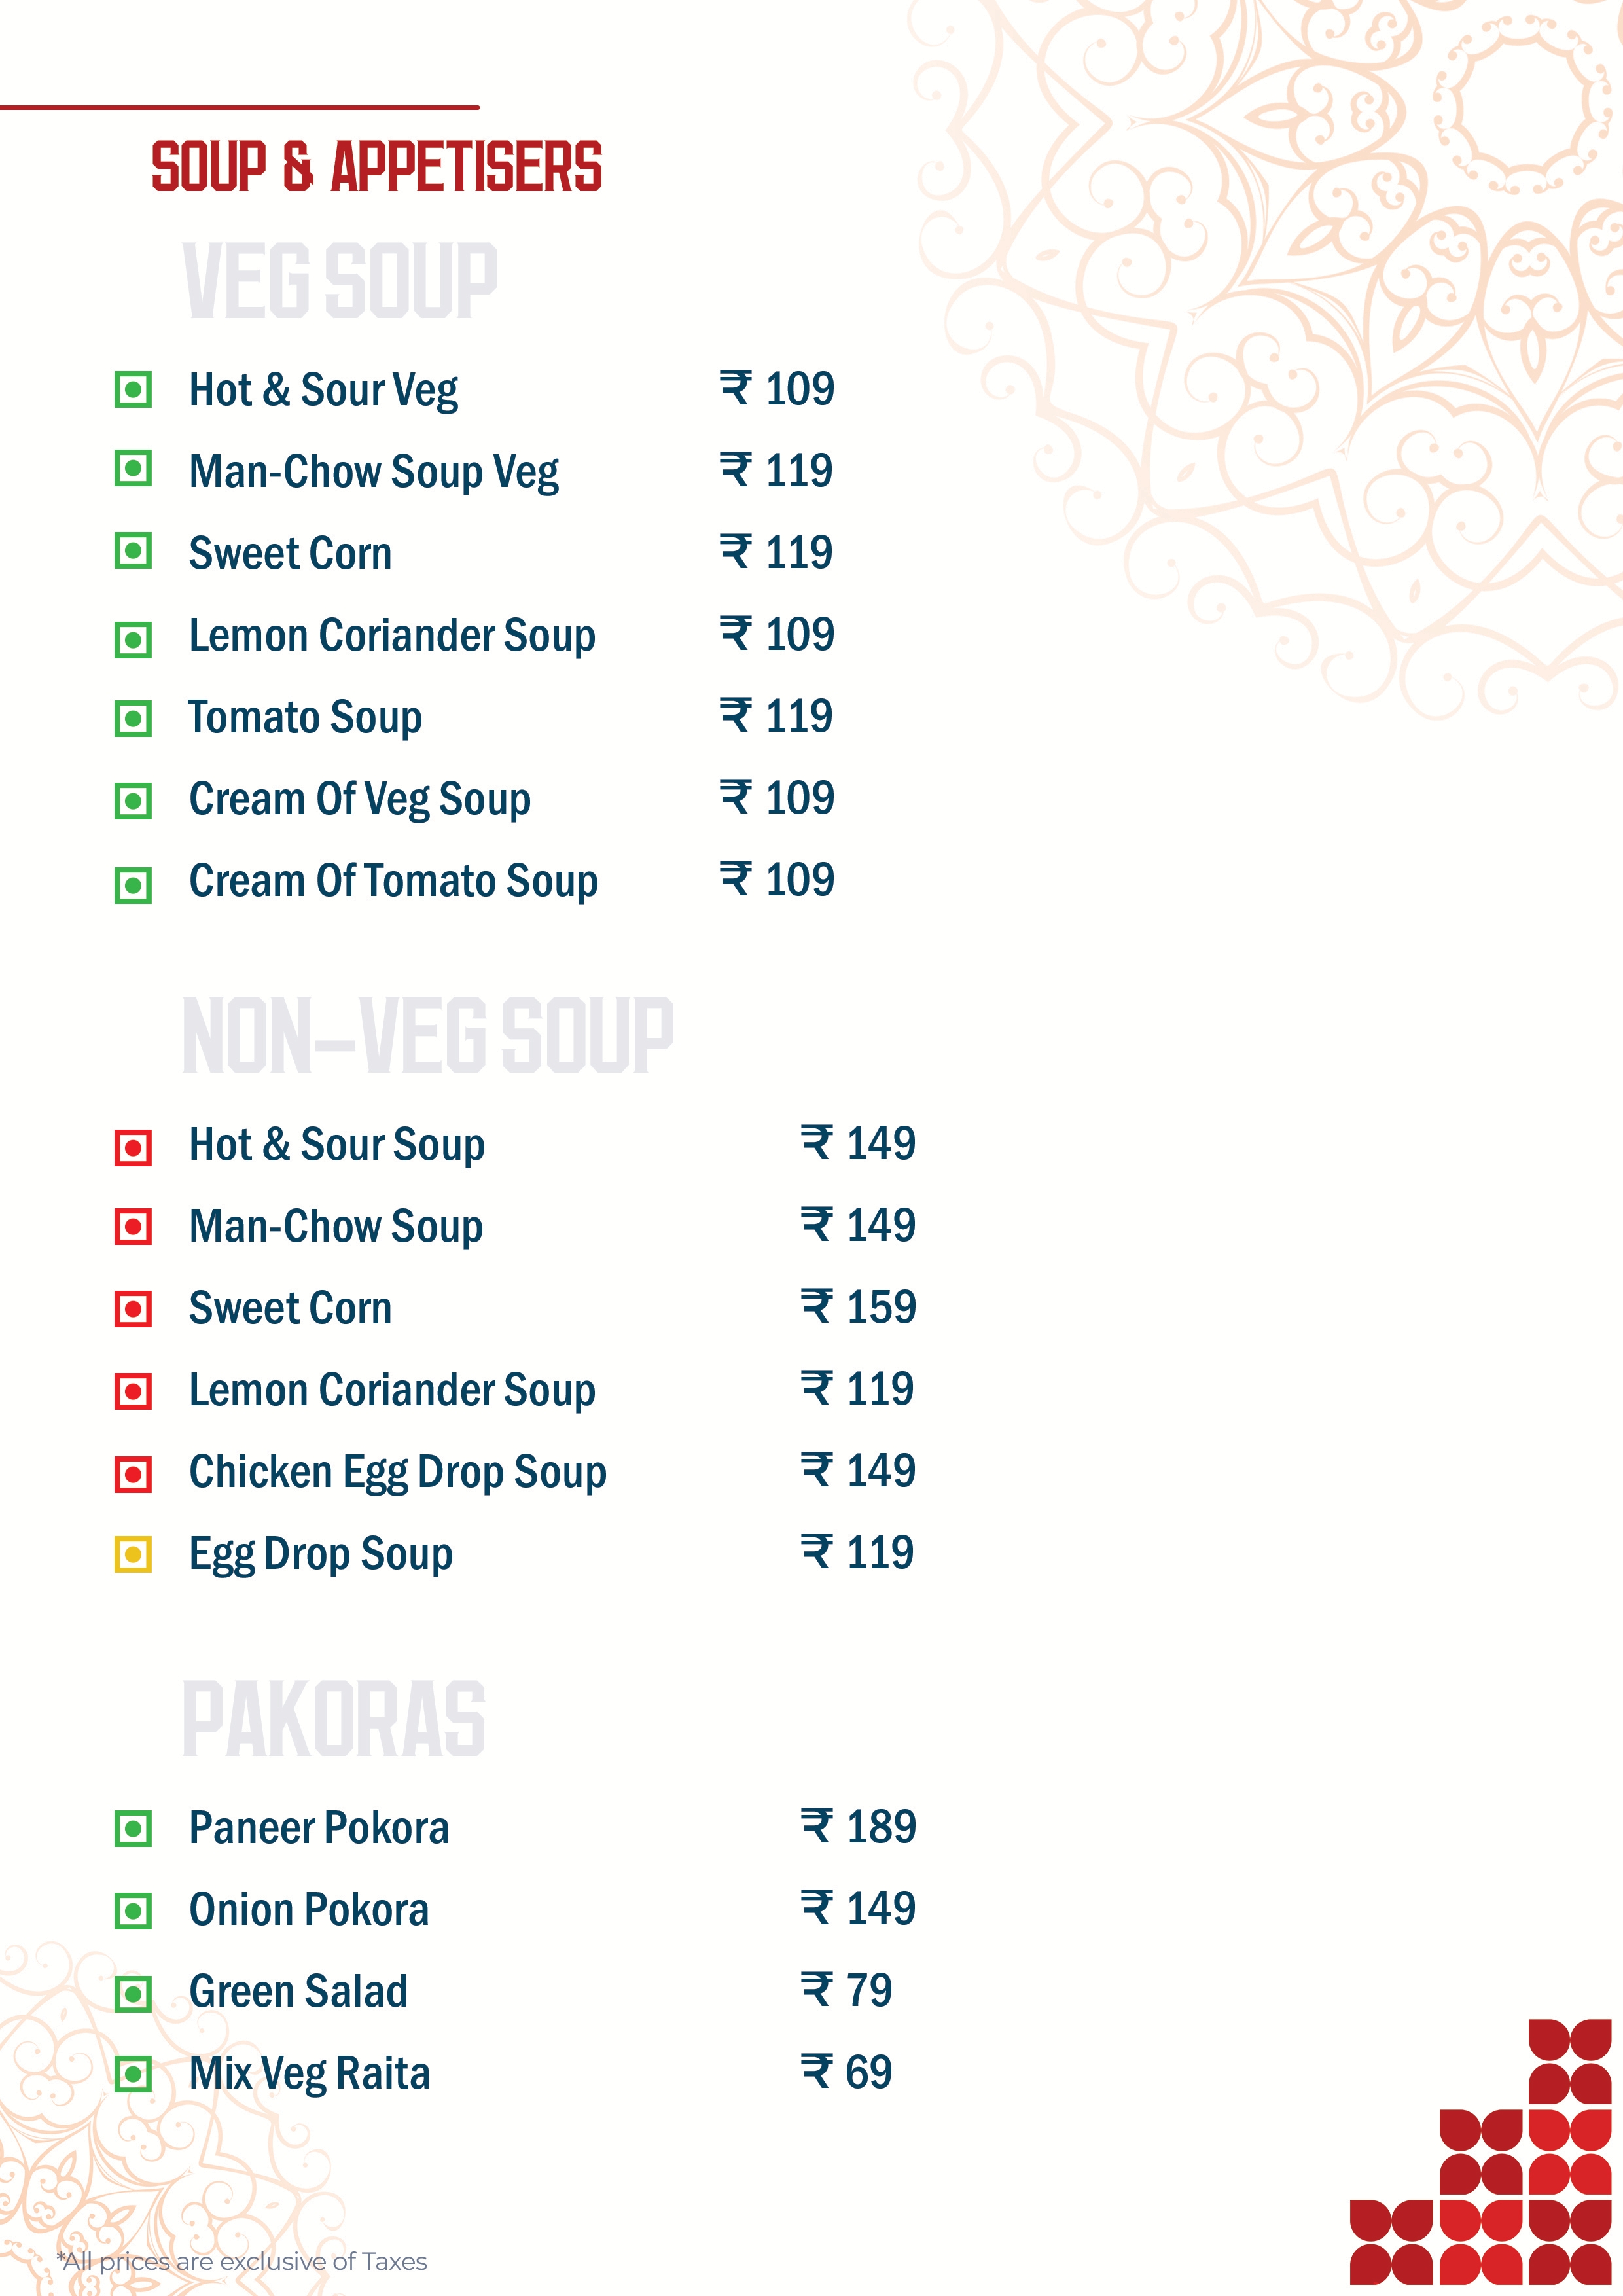 SOUP & APPETISERS
VEG SOUP
Hot & Sour Veg ₹ 109
Man-Chow Soup Veg ₹ 119
Sweet Corn ₹ 119
Lemon Coriander Soup ₹ 109
Tomato Soup ₹ 119
Cream Of Veg Soup ₹ 109
Cream Of Tomato Soup ₹ 109
NON-VEG SOUP
Hot & Sour Soup ₹ 149
Man-Chow Soup ₹ 149
Sweet Corn ₹ 159
Lemon Coriander Soup ₹ 119
Chicken Egg Drop Soup ₹ 149
Egg Drop Soup ₹ 119
PAKORAS
Paneer Pokora ₹ 189
Onion Pokora ₹ 149
Green Salad ₹ 79
Mix Veg Raita ₹ 69
*All prices are exclusive of Taxes